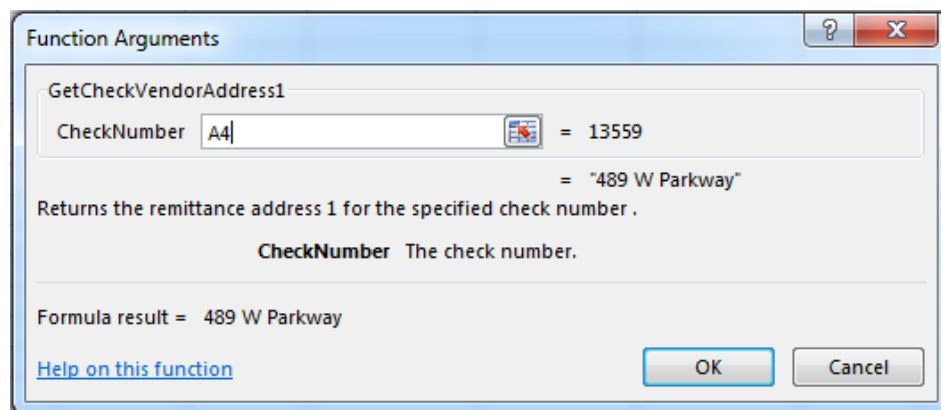 Function Arguments
GetCheckVendorAddress1
CheckNumber A4 = 13559
= "489 W Parkway"
Returns the remittance address 1 for the specified check number .
CheckNumber The check number.
Formula result = 489 W Parkway
Help on this function OK Cancel